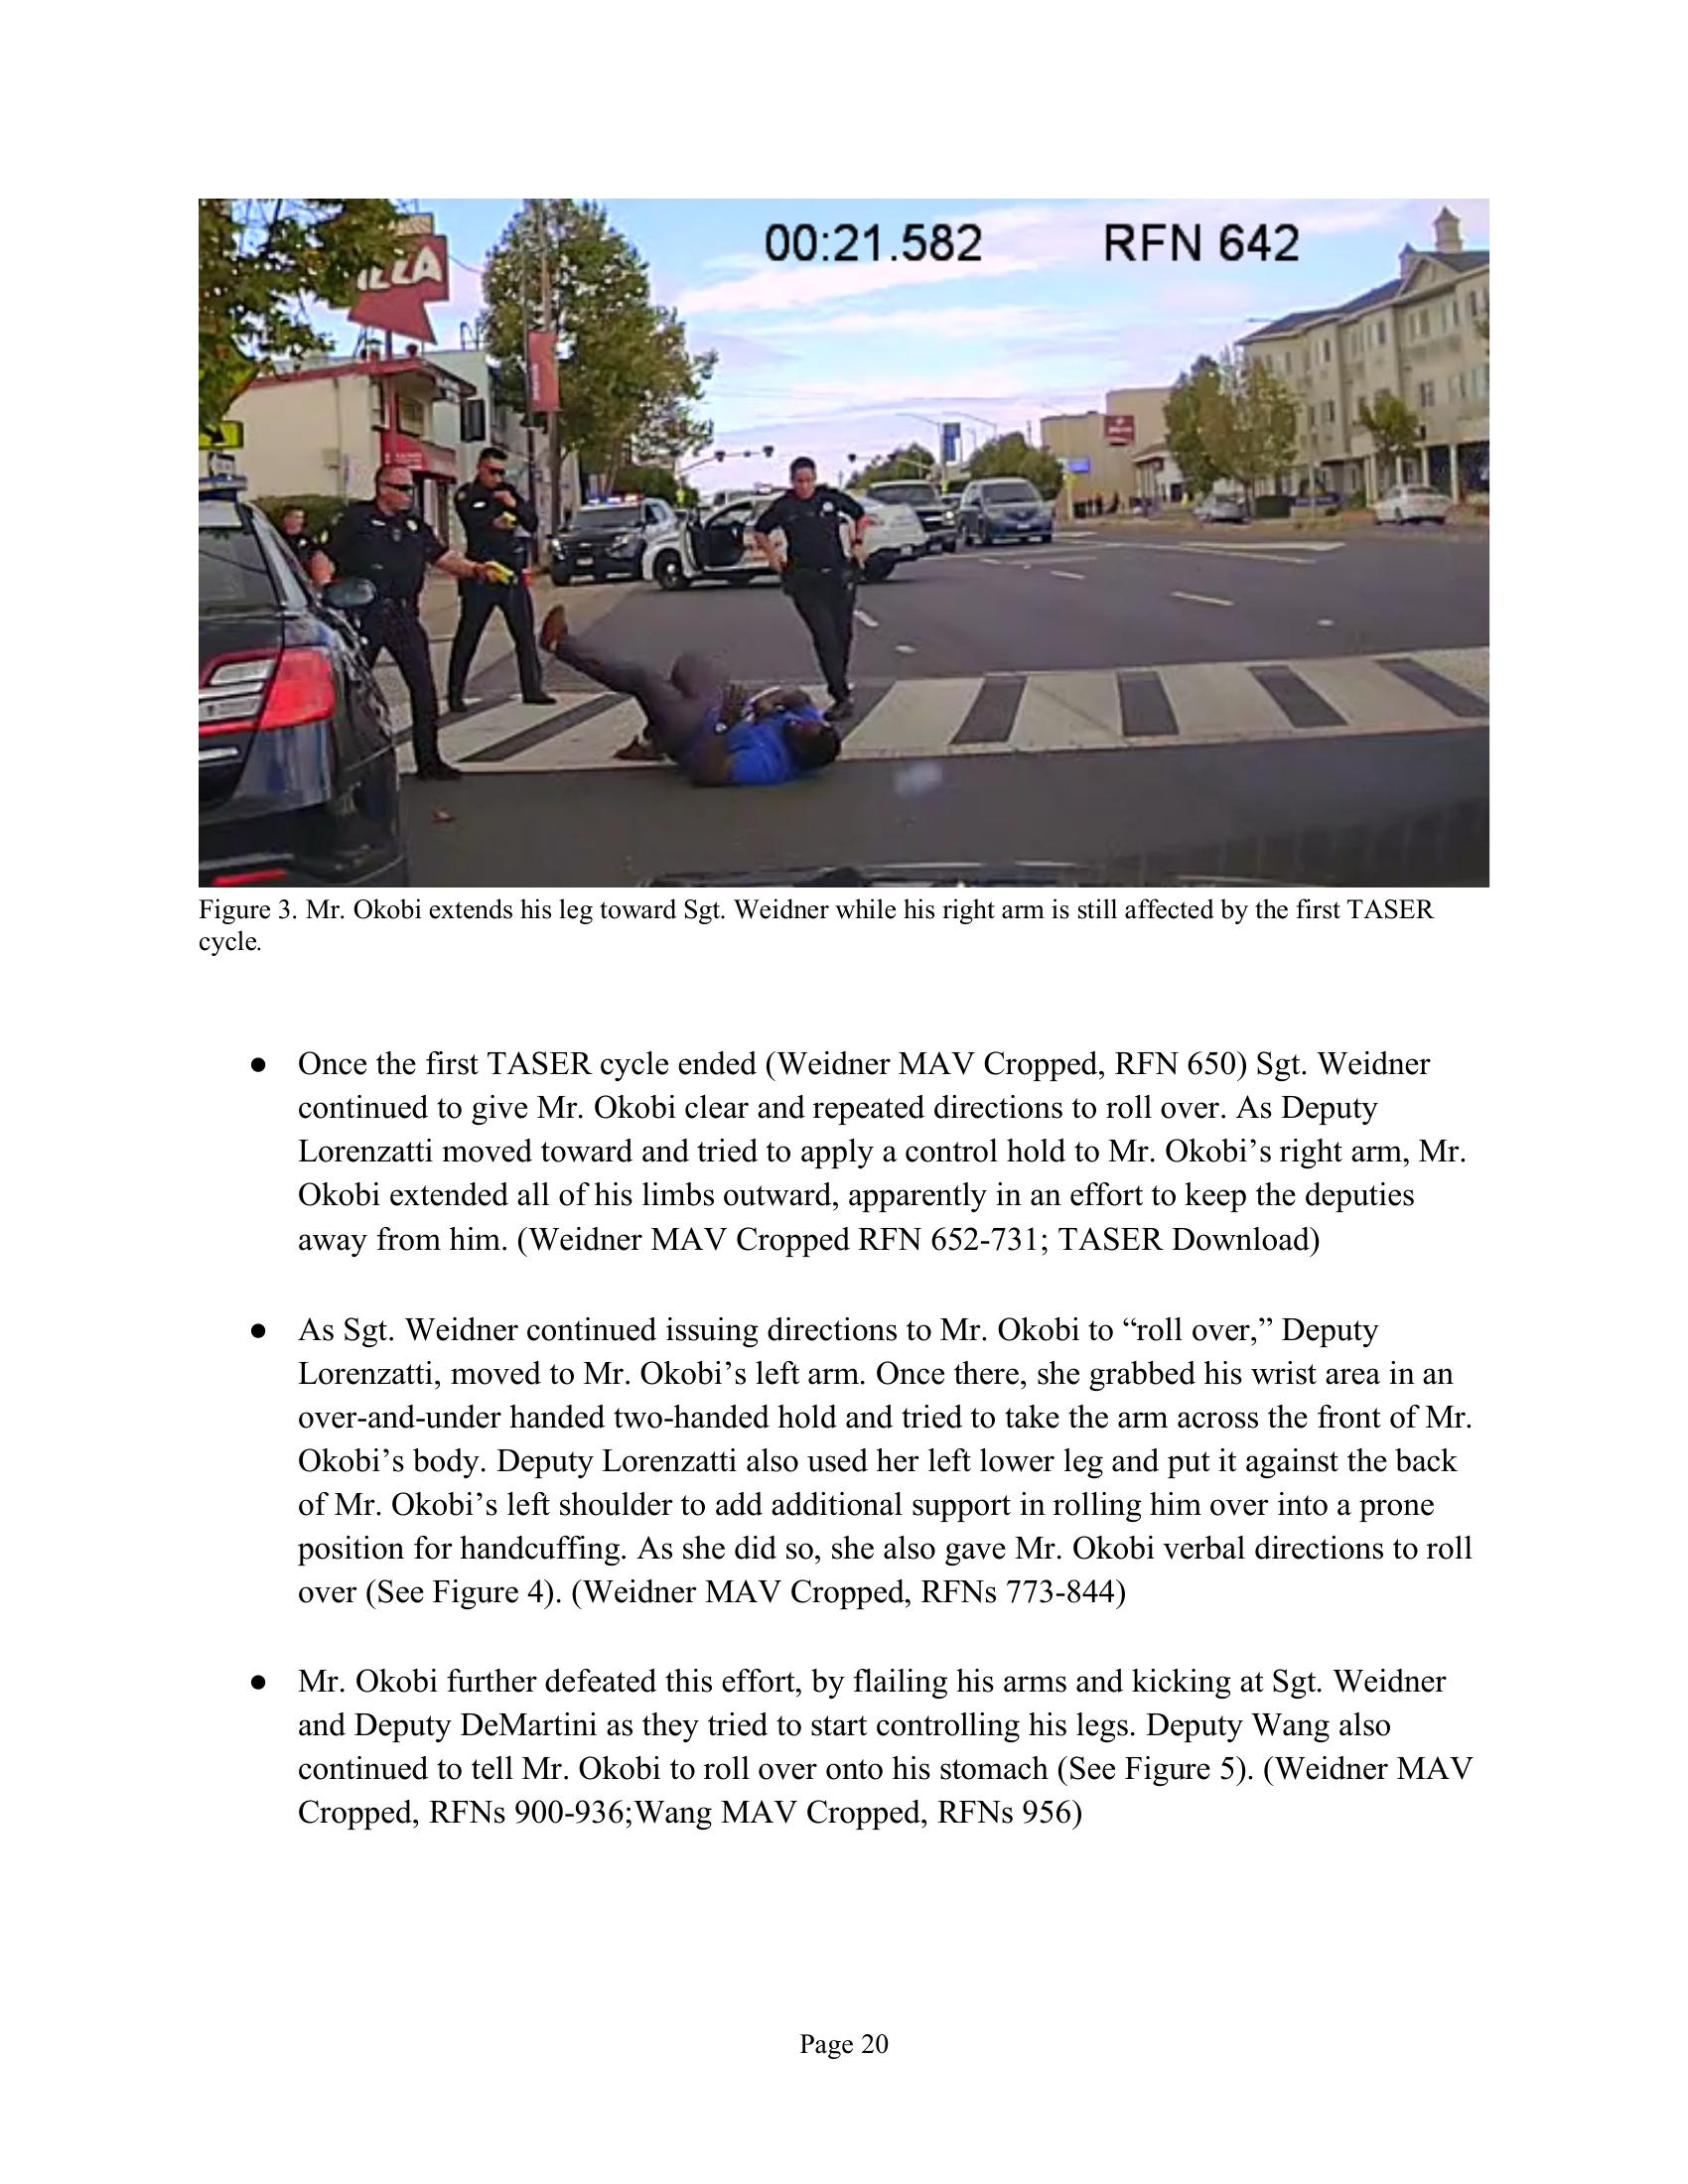 ILLA
00:21.582 RFN 642
Figure 3. Mr. Okobi extends his leg toward Sgt. Weidner while his right arm is still affected by the first TASER
cycle.
● Once the first TASER cycle ended (Weidner MAV Cropped, RFN 650) Sgt. Weidner
continued to give Mr. Okobi clear and repeated directions to roll over. As Deputy
Lorenzatti moved toward and tried to apply a control hold to Mr. Okobi’s right arm, Mr.
Okobi extended all of his limbs outward, apparently in an effort to keep the deputies
away from him. (Weidner MAV Cropped RFN 652-731; TASER Download)
● As Sgt. Weidner continued issuing directions to Mr. Okobi to “roll over,” Deputy
Lorenzatti, moved to Mr. Okobi’s left arm. Once there, she grabbed his wrist area in an
over-and-under handed two-handed hold and tried to take the arm across the front of Mr.
Okobi’s body. Deputy Lorenzatti also used her left lower leg and put it against the back
of Mr. Okobi’s left shoulder to add additional support in rolling him over into a prone
position for handcuffing. As she did so, she also gave Mr. Okobi verbal directions to roll
over (See Figure 4). (Weidner MAV Cropped, RFNs 773-844)
● Mr. Okobi further defeated this effort, by flailing his arms and kicking at Sgt. Weidner
and Deputy DeMartini as they tried to start controlling his legs. Deputy Wang also
continued to tell Mr. Okobi to roll over onto his stomach (See Figure 5). (Weidner MAV
Cropped, RFNs 900-936;Wang MAV Cropped, RFNs 956)
Page 20